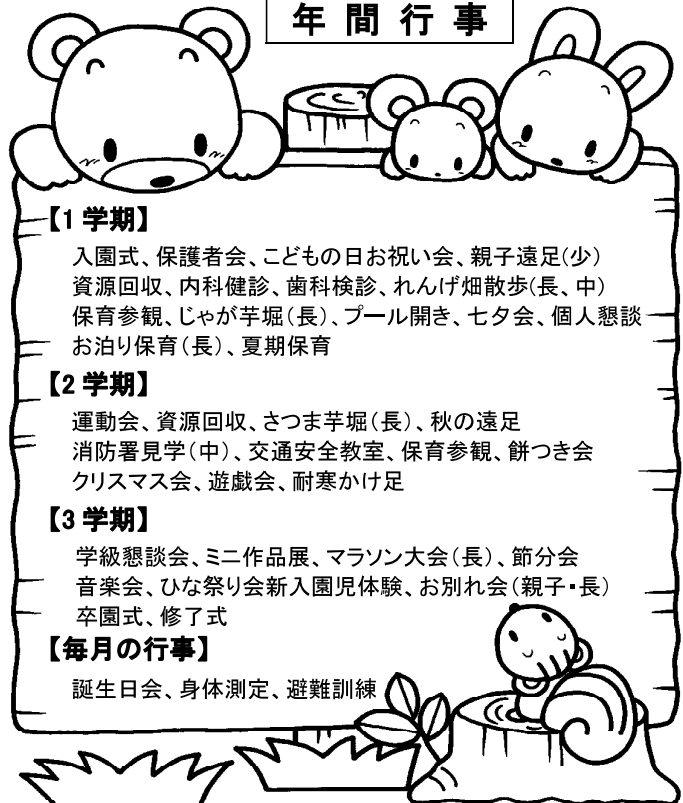 年間行事
【1 学期】
入園式、保護者会、こどもの日お祝い会、親子遠足(少)
資源回収、内科健診、歯科検診、れんげ畑散歩(長、中)
保育参観、じゃが芋堀(長)、プール開き、七夕会、個人懇談
お泊り保育(長)、夏期保育
【2 学期】
運動会、資源回収、さつま芋堀(長)、秋の遠足
消防署見学(中)、交通安全教室、保育参観、餅つき会
クリスマス会、遊戯会、耐寒かけ足
【3 学期】
学級懇談会、ミニ作品展、マラソン大会(長)、節分会
音楽会、ひな祭り会新入園児体験、お別れ会(親子・長)
卒園式、修了式
【毎月の行事】
誕生日会、身体測定、避難訓練